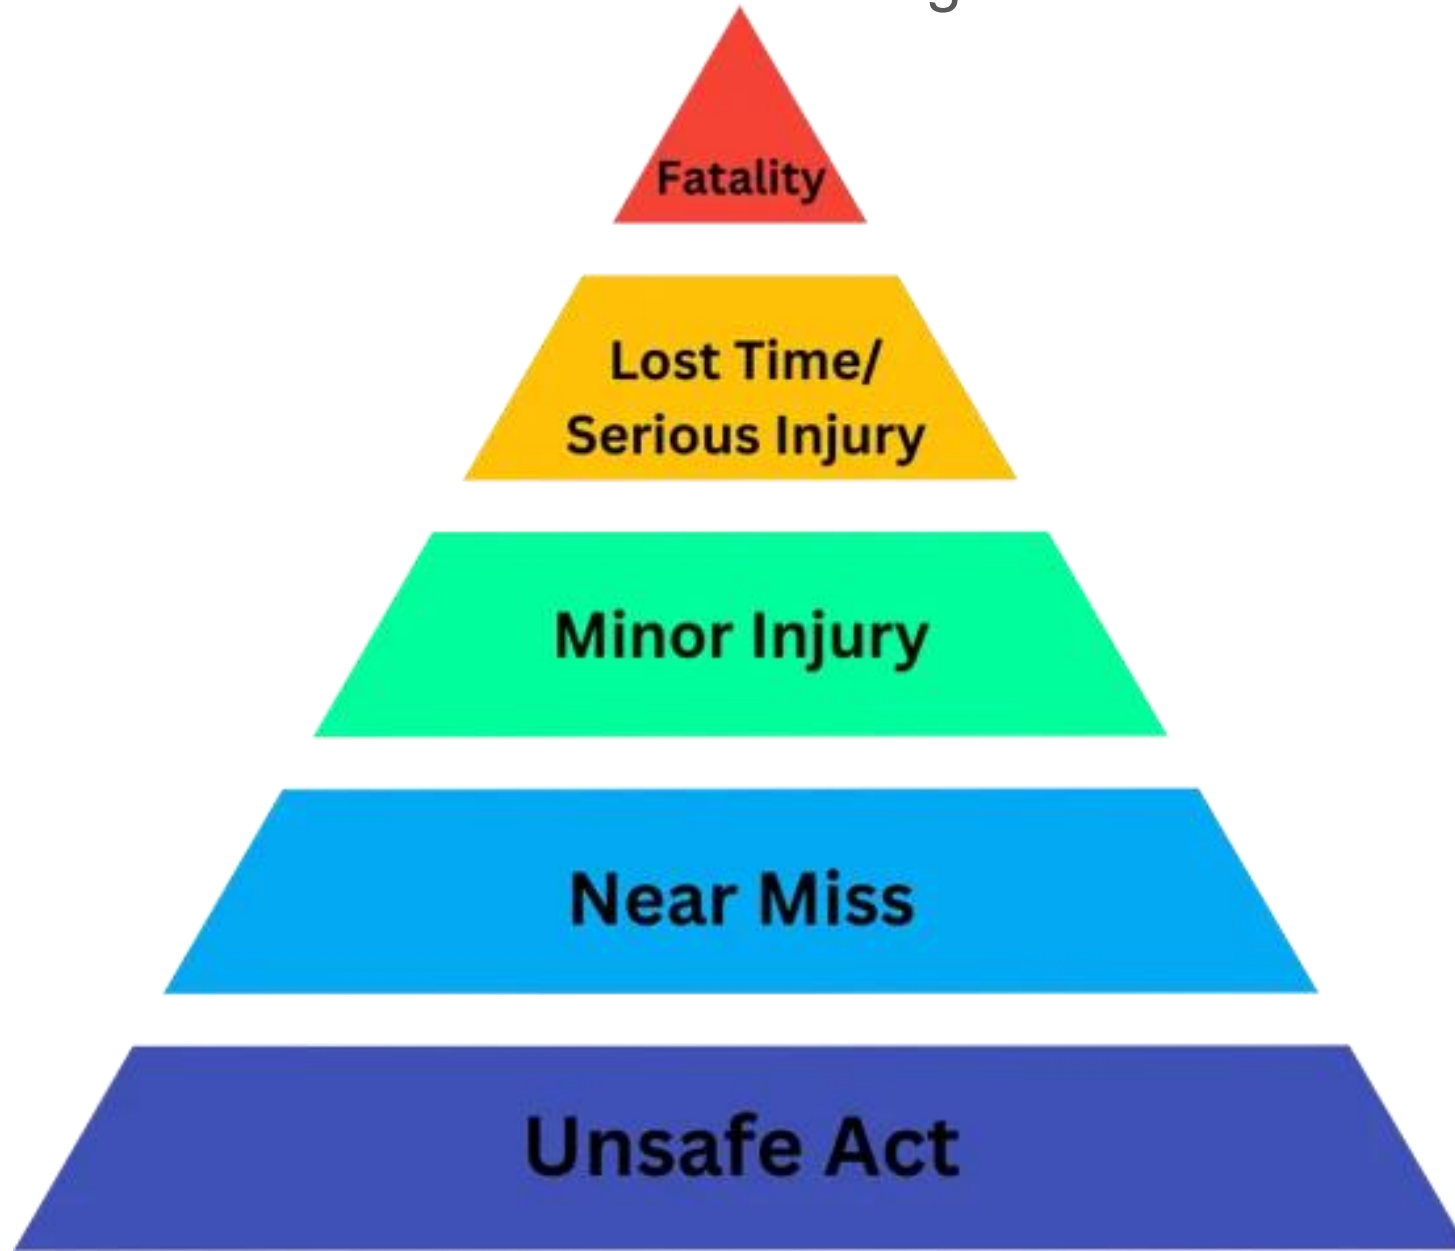 Fatality
Lost Time/
Serious Injury
Minor Injury
Near Miss
Unsafe Act